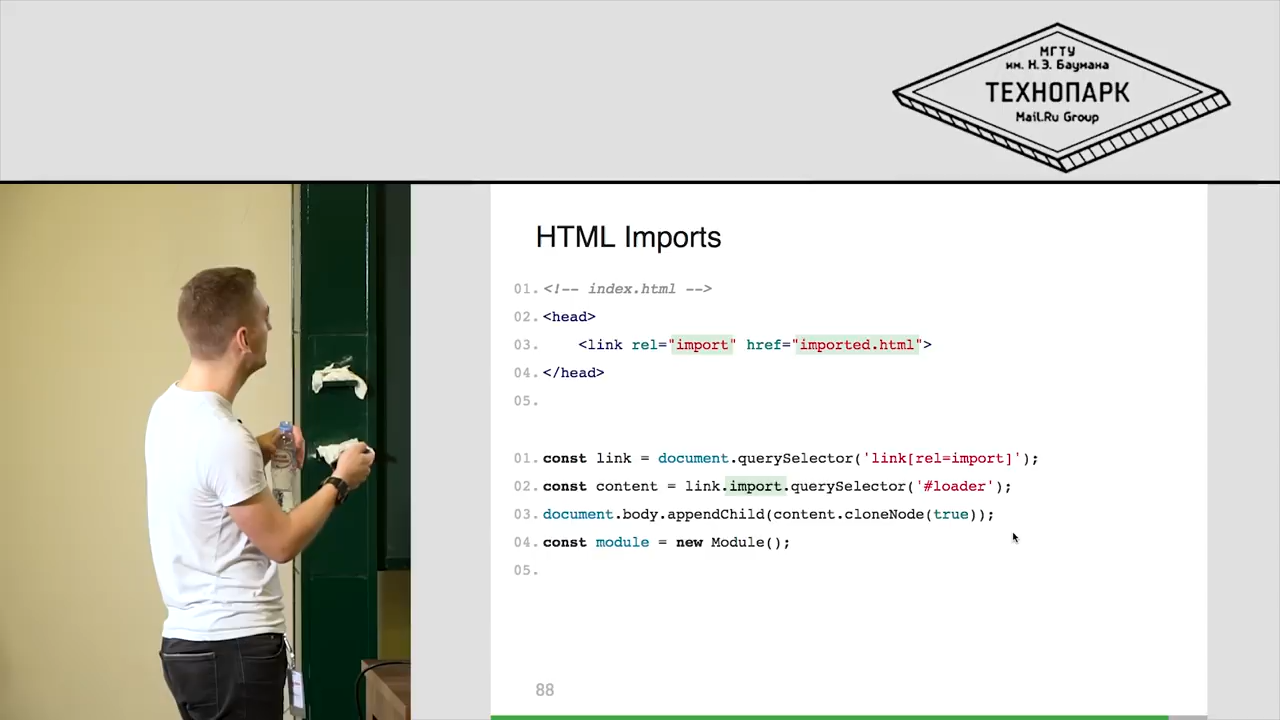 МГТУ
им. Н.Э. Баумана
ТЕХНОПАРК
Mail.Ru Group
HTML Imports
01. <!-- index.html -->
02. <head>
03. <link rel="import" href="imported.html">
04. </head>
05.
01. const link = document.querySelector('link[rel=import]');
02. const content = link.import.querySelector('#loader');
03. document.body.appendChild(content.cloneNode(true));
04. const module = new Module();
05.
88